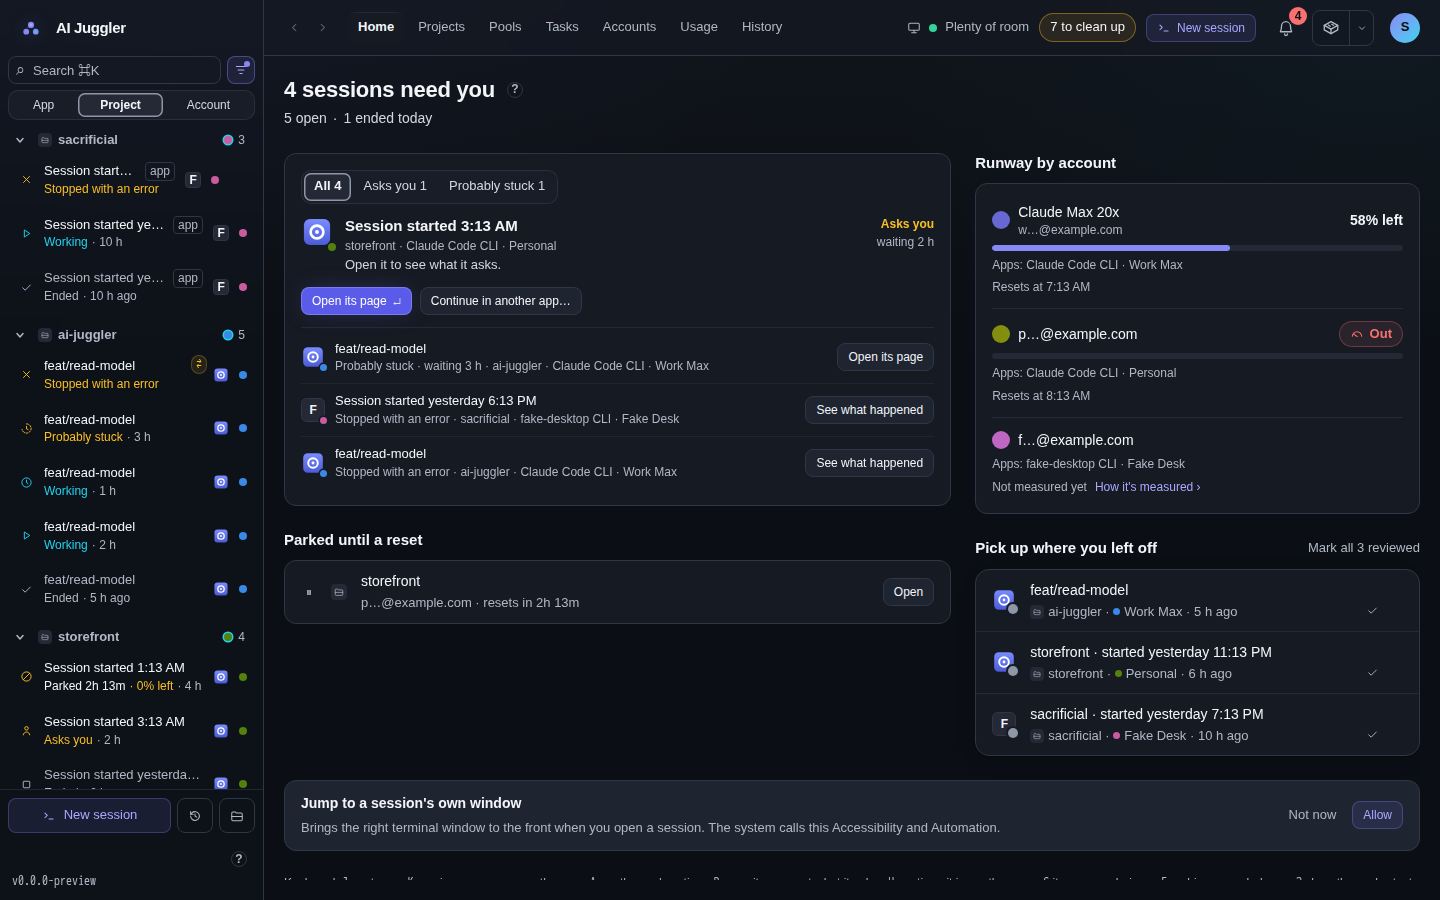 AI Juggler
Search ⌘K
App Project Account
sacrificial 3
Session start… app F
Stopped with an error
Session started ye… app F
Working · 10 h
Session started ye… app F
Ended · 10 h ago
ai-juggler 5
feat/read-model
Stopped with an error
feat/read-model
Probably stuck · 3 h
feat/read-model
Working · 1 h
feat/read-model
Working · 2 h
feat/read-model
Ended · 5 h ago
storefront 4
Session started 1:13 AM
Parked 2h 13m · 0% left · 4 h
Session started 3:13 AM
Asks you · 2 h
Session started yesterda…
New session
?
v0.0.0-preview
Home Projects Pools Tasks Accounts Usage History
Plenty of room 7 to clean up New session 4 S
4 sessions need you ?
5 open · 1 ended today
All 4 Asks you 1 Probably stuck 1
Session started 3:13 AM Asks you
storefront · Claude Code CLI · Personal waiting 2 h
Open it to see what it asks.
Open its page ↵ Continue in another app…
feat/read-model
Probably stuck · waiting 3 h · ai-juggler · Claude Code CLI · Work Max Open its page
F Session started yesterday 6:13 PM
Stopped with an error · sacrificial · fake-desktop CLI · Fake Desk See what happened
feat/read-model
Stopped with an error · ai-juggler · Claude Code CLI · Work Max See what happened
Parked until a reset
storefront
p…@example.com · resets in 2h 13m Open
Runway by account
Claude Max 20x 58% left
w…@example.com
Apps: Claude Code CLI · Work Max
Resets at 7:13 AM
p…@example.com Out
Apps: Claude Code CLI · Personal
Resets at 8:13 AM
f…@example.com
Apps: fake-desktop CLI · Fake Desk
Not measured yet How it's measured ›
Pick up where you left off Mark all 3 reviewed
feat/read-model
ai-juggler · Work Max · 5 h ago
storefront · started yesterday 11:13 PM
storefront · Personal · 6 h ago
F sacrificial · started yesterday 7:13 PM
sacrificial · Fake Desk · 10 h ago
Jump to a session's own window
Brings the right terminal window to the front when you open a session. The system calls this Accessibility and Automation.
Not now Allow